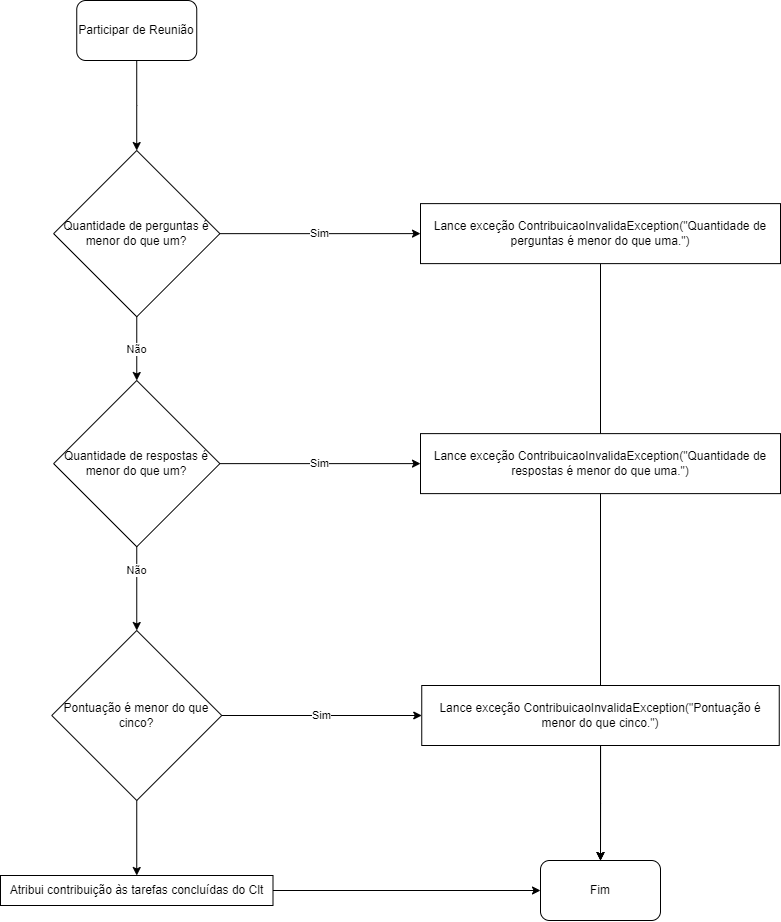 Participar de Reunião
Quantidade de perguntas é
menor do que um?
Sim
Lance exceção ContribuicaoInvalidaException("Quantidade de
perguntas é menor do que uma.")
Não
Quantidade de respostas é
menor do que um?
Sim
Lance exceção ContribuicaoInvalidaException("Quantidade de
respostas é menor do que uma.")
Não
Pontuação é menor do que
cinco?
Sim
Lance exceção ContribuicaoInvalidaException("Pontuação é
menor do que cinco.")
Atribui contribuição às tarefas concluídas do Clt
Fim